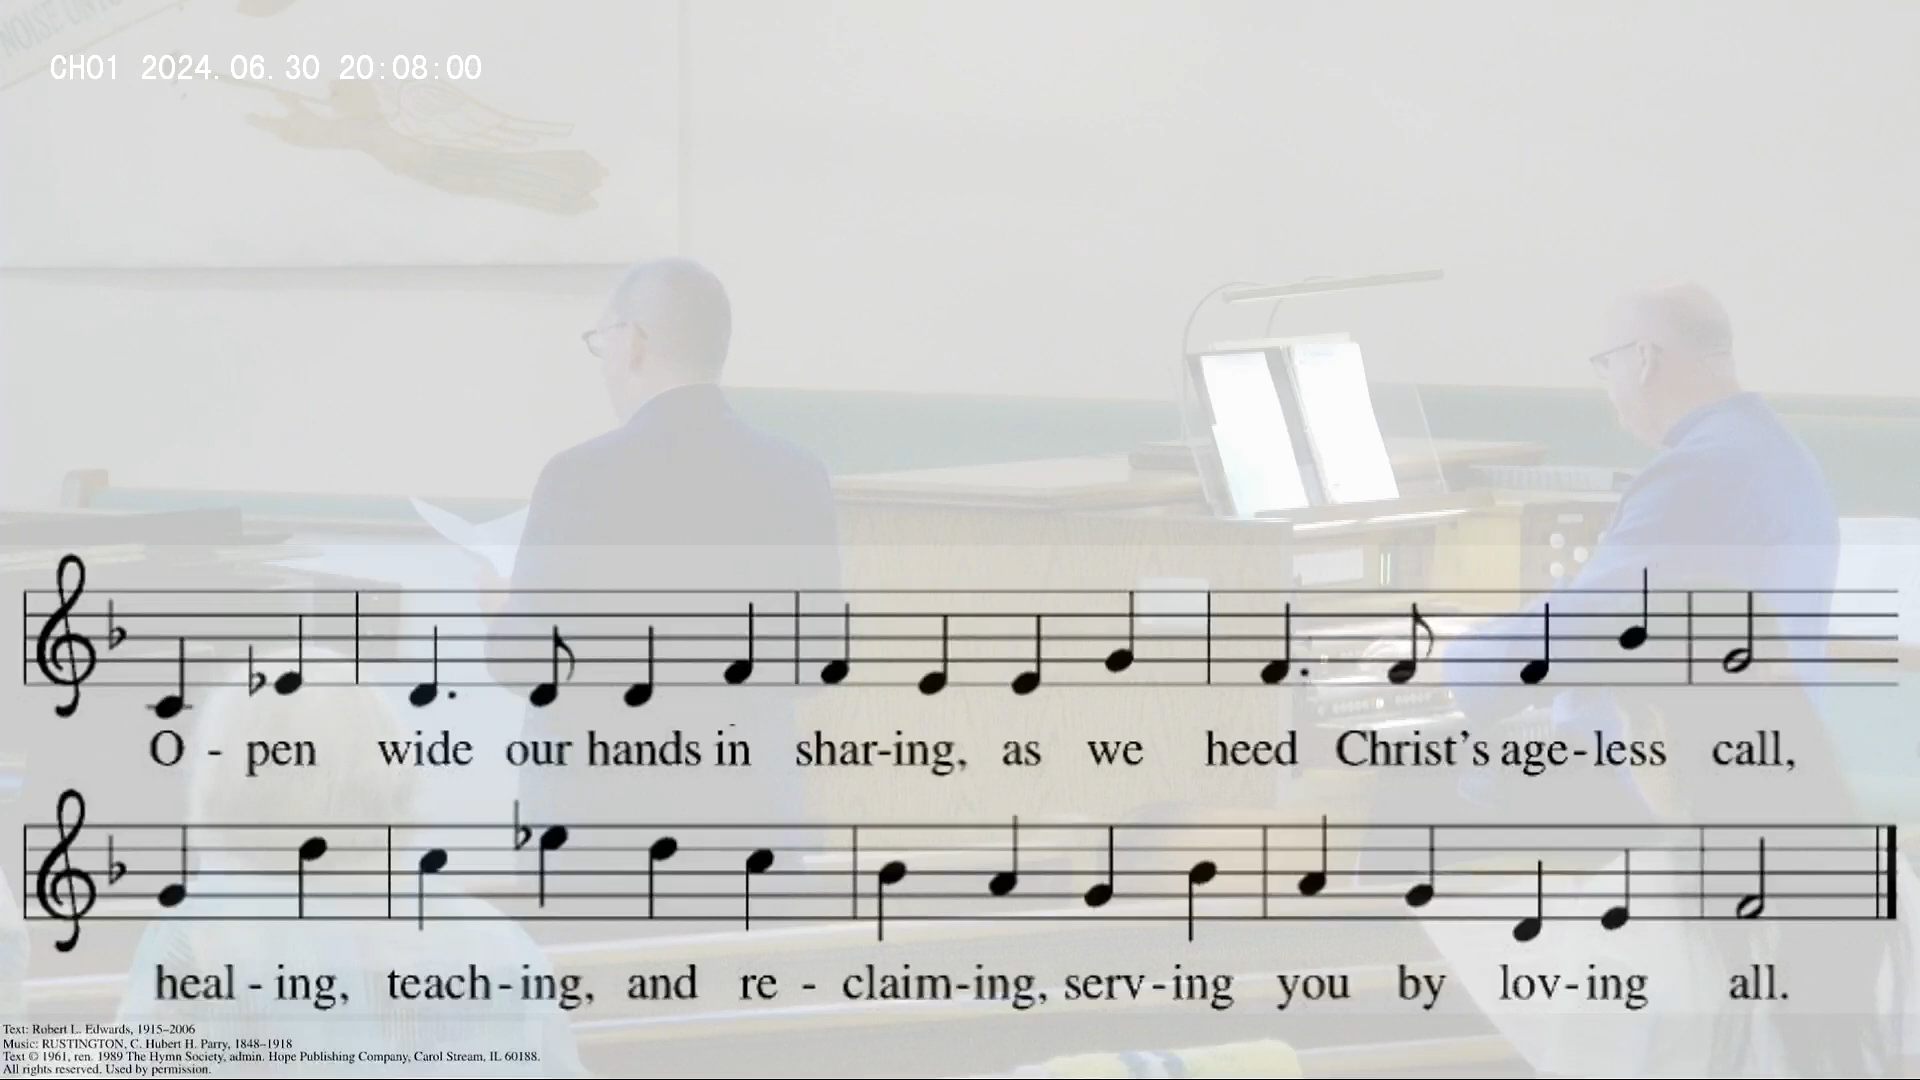 NOISE UNTO
CH01 2024.06.30 20:08:00
O - pen wide our hands in shar-ing, as we heed Christ's age-less call,
heal - ing, teach-ing, and re - claim-ing, serv-ing you by lov-ing all.
Text: Robert L. Edwards, 1915–2006
Music: RUSTINGTON, C. Hubert H. Parry, 1848–1918
Text © 1961, ren. 1989 The Hymn Society, admin. Hope Publishing Company, Carol Stream, IL 60188.
All rights reserved. Used by permission.